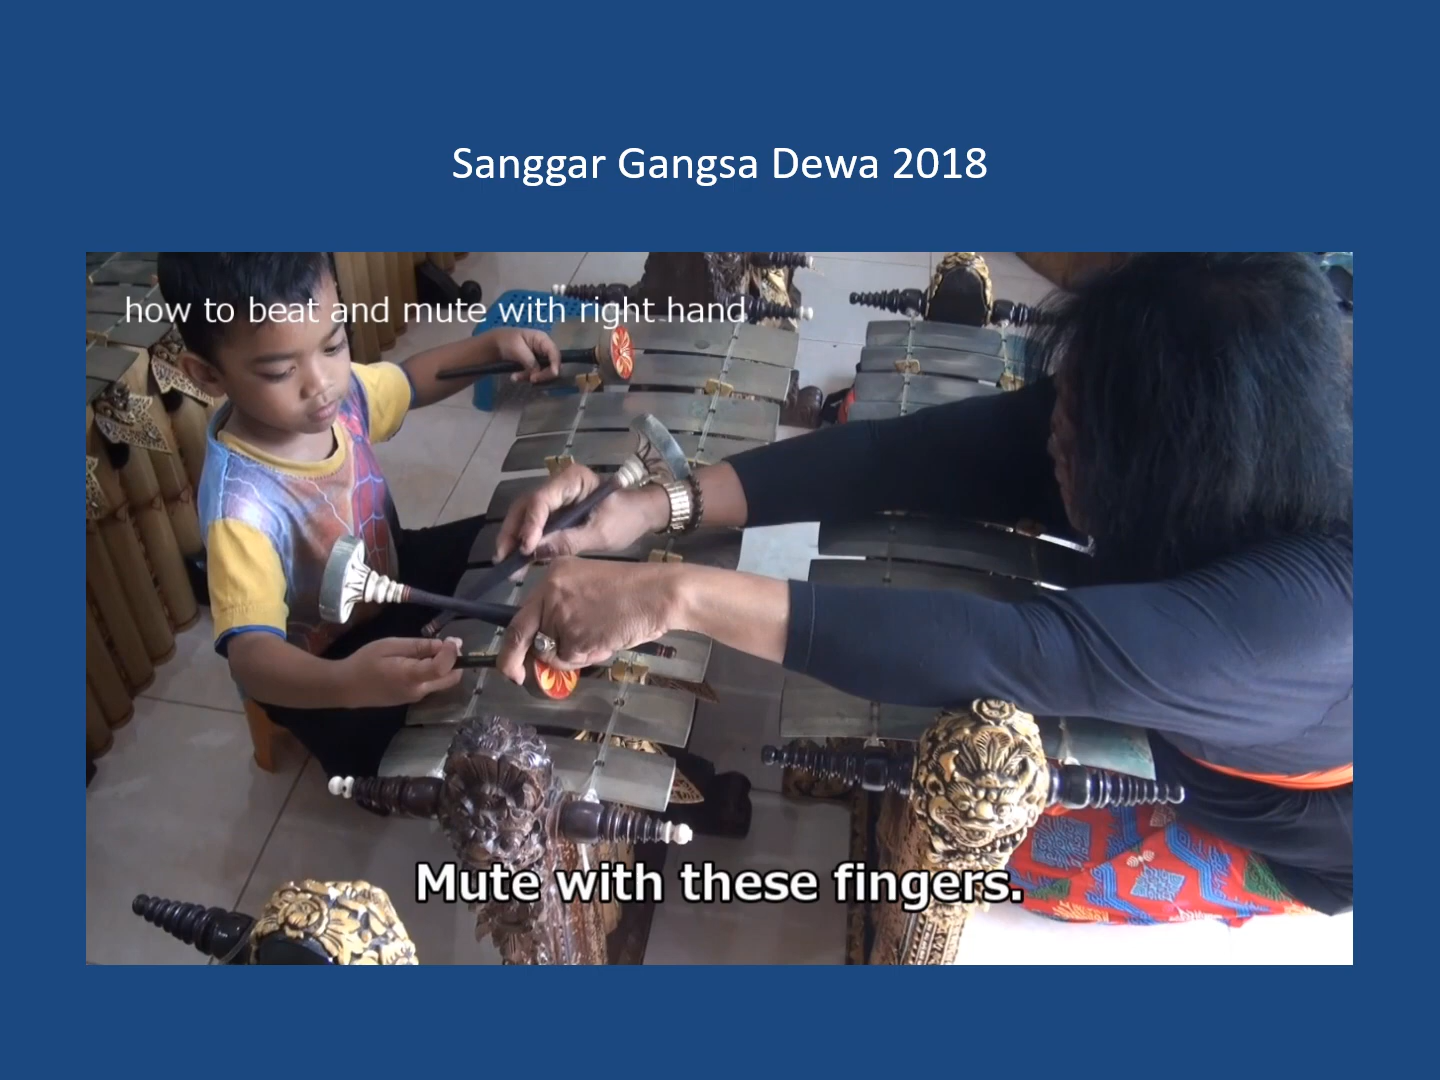 Sanggar Gangsa Dewa 2018
how to beat and mute with right hand
Mute with these fingers.